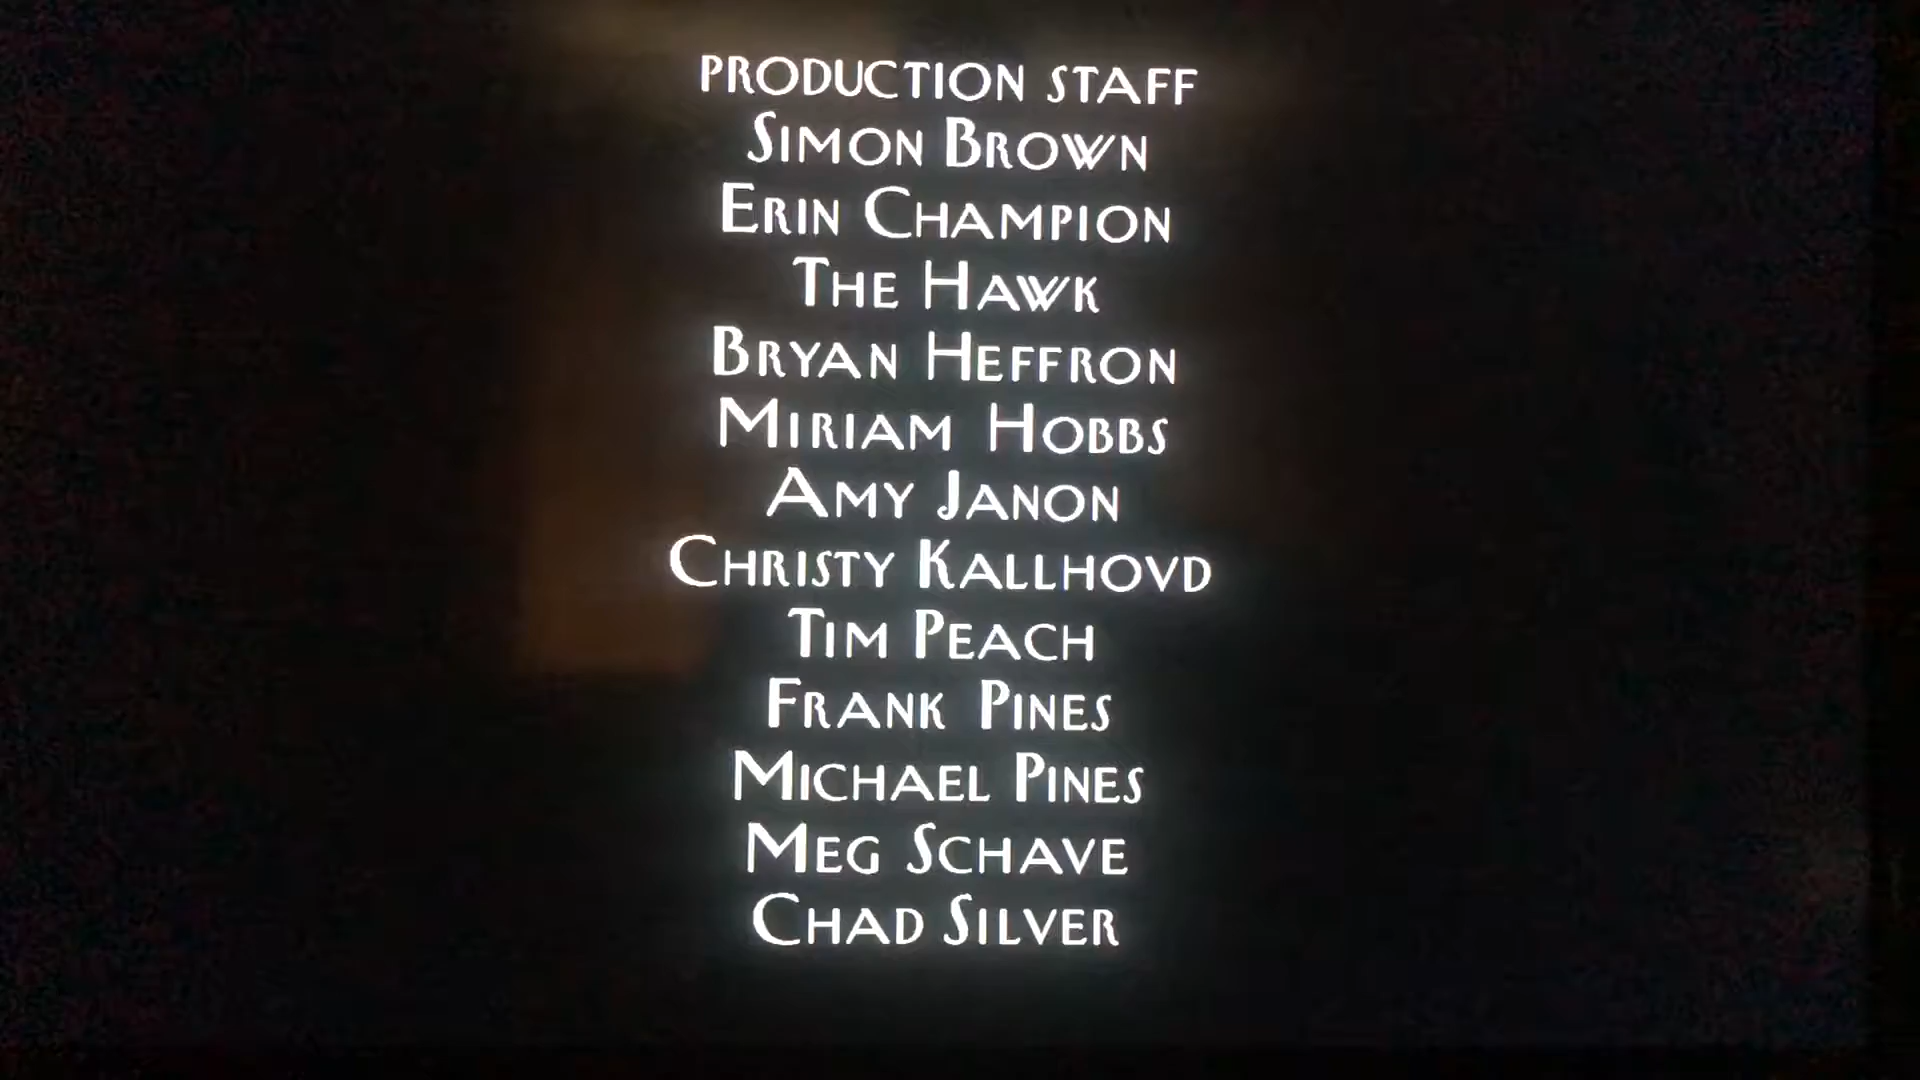 PRODUCTION STAFF
SIMON BROWN
ERIN CHAMPION
THE HAWK
BRYAN HEFFRON
MIRIAM HOBBS
AMY JANON
CHRISTY KALLHOVD
TIM PEACH
FRANK PINES
MICHAEL PINES
MEG SCHAVE
CHAD SILVER